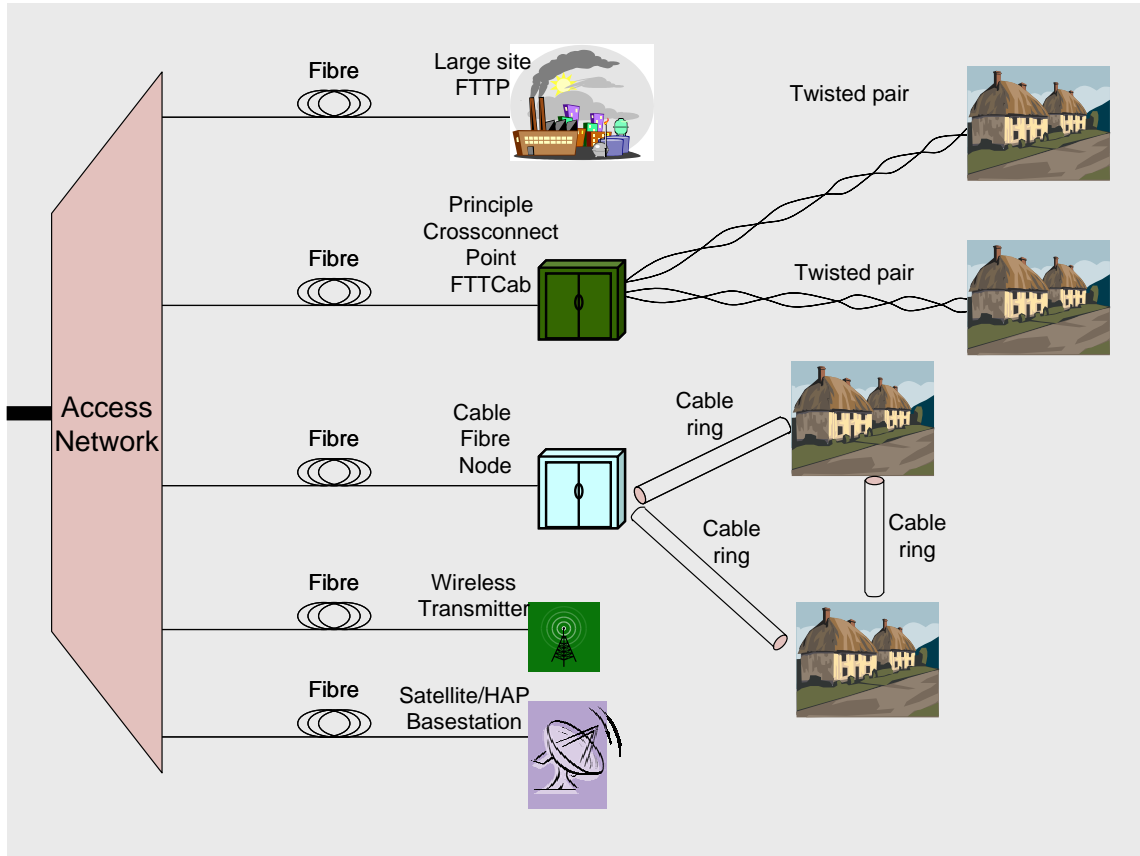 Fibre
Large site
FTTP
Twisted pair
Fibre
Principle
Crossconnect
Point
FTTCab
Twisted pair
Access
Network
Fibre
Cable
Fibre
Node
Cable
ring
Cable
ring
Cable
ring
Fibre
Wireless
Transmitter
Fibre
Satellite/HAP
Basestation